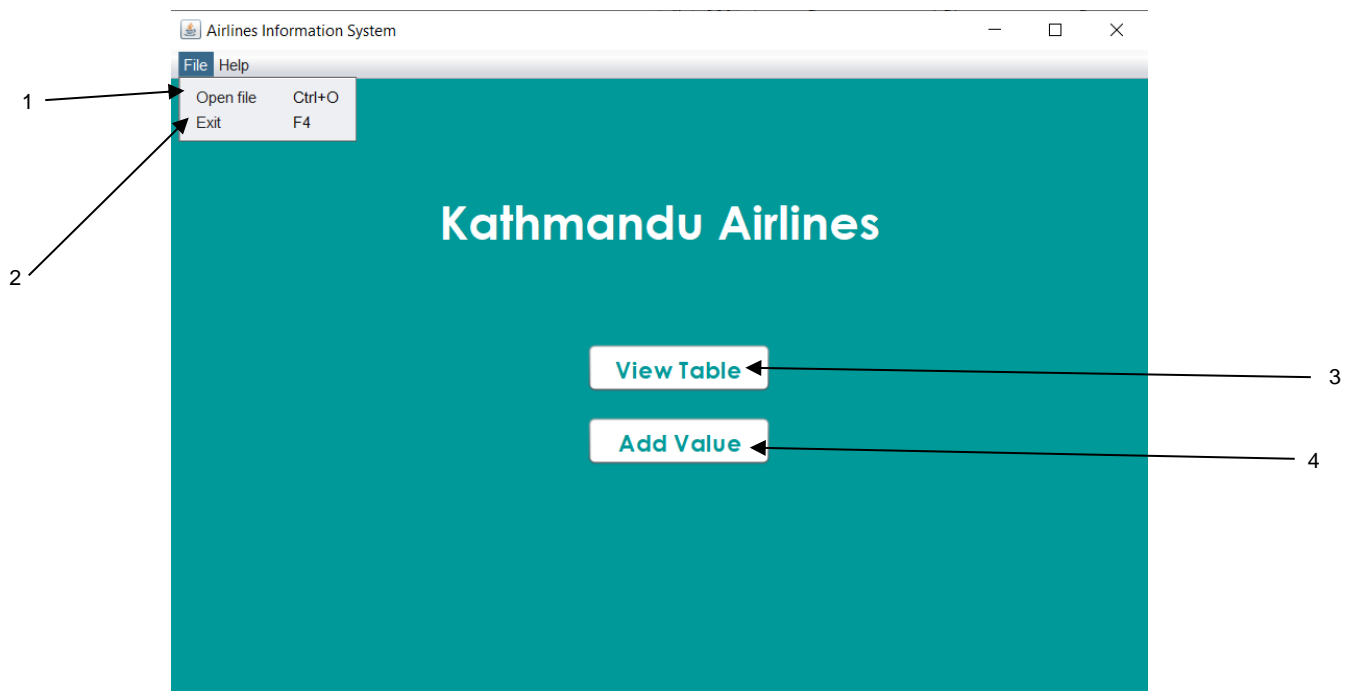 Airlines Information System
File Help
1
Open file Ctrl+O
Exit F4
Kathmandu Airlines
2
View Table
3
Add Value
4